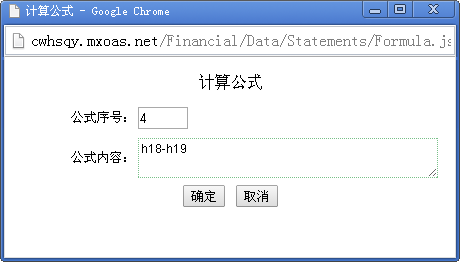 计算公式 - Google Chrome
cwhsqy.mxoas.net/Financial/Data/Statements/Formula.js
计算公式
公式序号: 4
公式内容: h18-h19
确定 取消